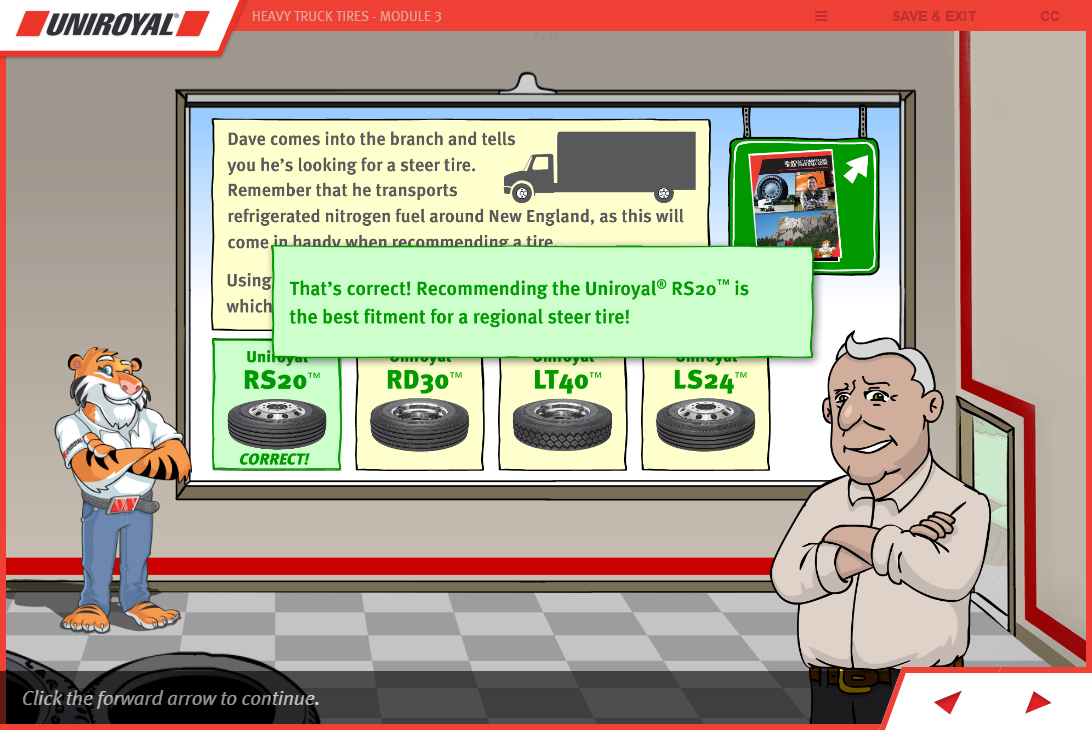 UNIROYAL®
HEAVY TRUCK TIRES - MODULE 3
SAVE & EXIT
CC
7 / 11
Dave comes into the branch and tells
you he's looking for a steer tire.
Remember that he transports
refrigerated nitrogen fuel around New England, as this will
come in handy when recommending a tire.
Using
which
That's correct! Recommending the Uniroyal® RS20™ is
the best fitment for a regional steer tire!
Uniroyal
RS20™
CORRECT!
Uniroyal
RD30™
Uniroyal
LT40™
Uniroyal
LS24™
UNIROYAL
Click the forward arrow to continue.